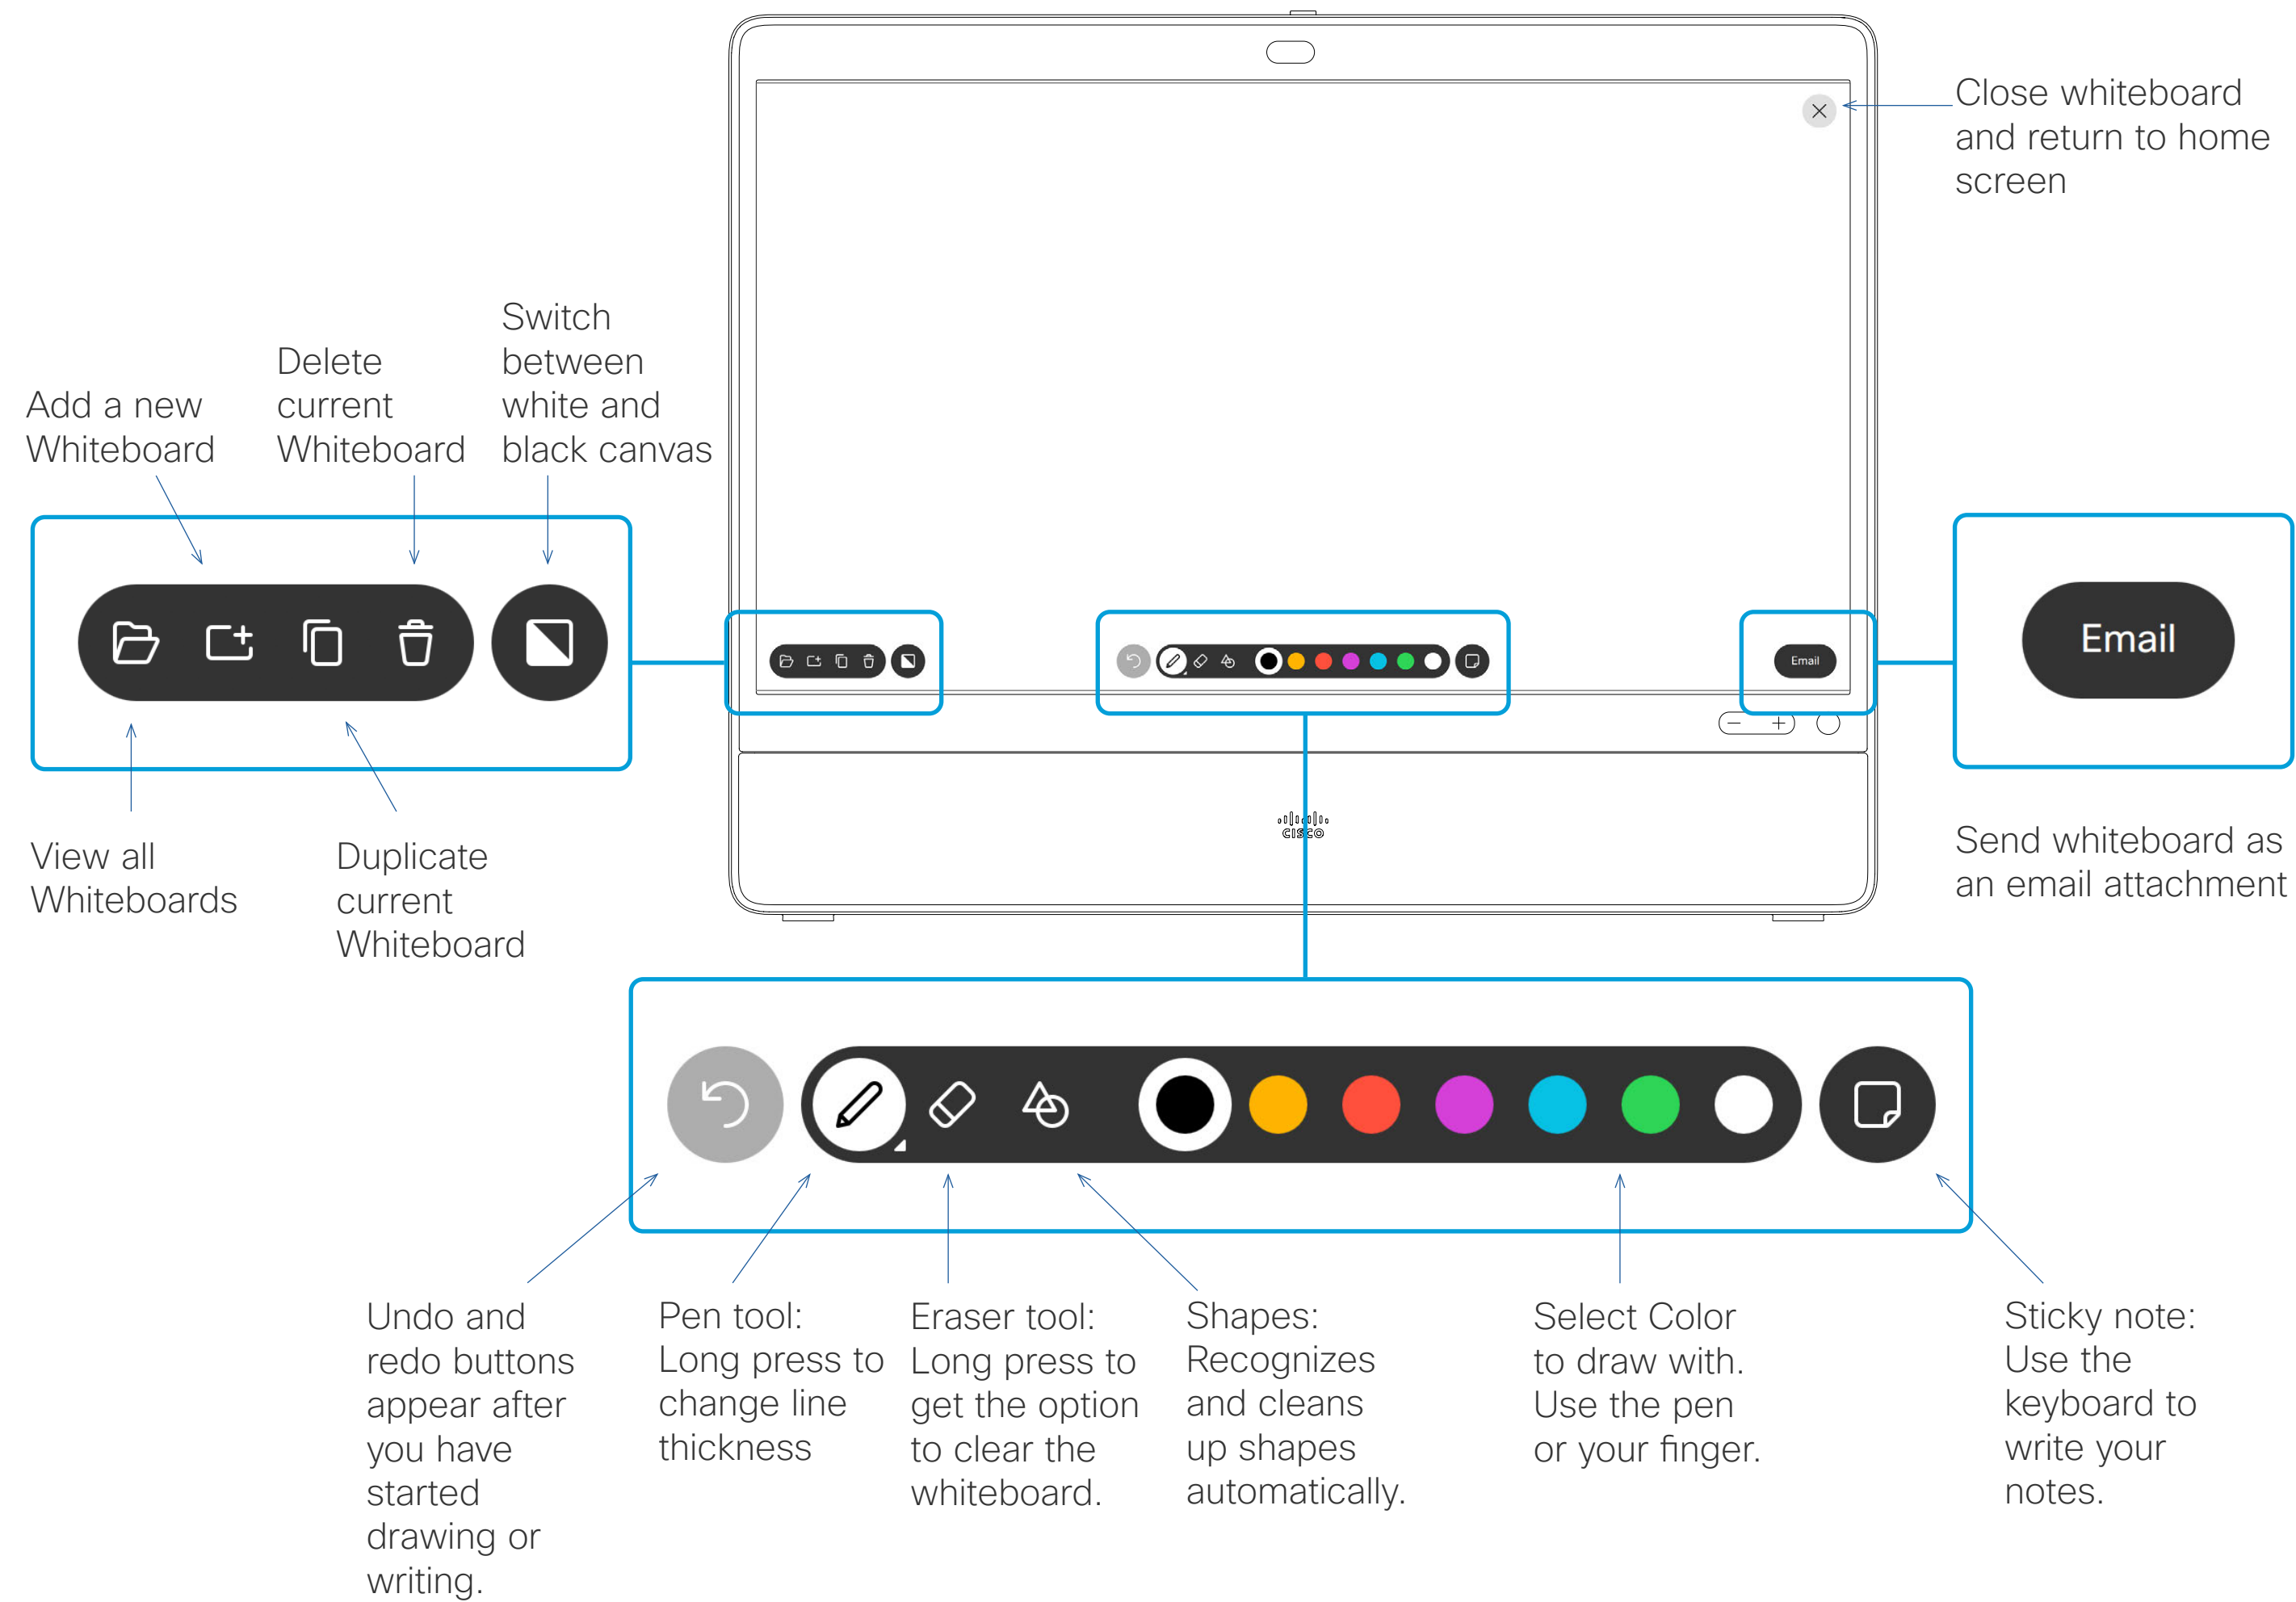 Close whiteboard
and return to home
screen
Switch
between
white and
black canvas
Delete
current
Whiteboard
Add a new
Whiteboard
Email
Email
CISCO
View all
Whiteboards
Duplicate
current
Whiteboard
Send whiteboard as
an email attachment
Undo and
redo buttons
appear after
you have
started
drawing or
writing.
Pen tool:
Long press to
change line
thickness
Eraser tool:
Long press to
get the option
to clear the
whiteboard.
Shapes:
Recognizes
and cleans
up shapes
automatically.
Select Color
to draw with.
Use the pen
or your finger.
Sticky note:
Use the
keyboard to
write your
notes.